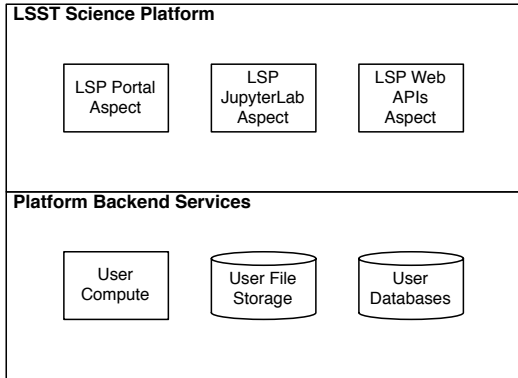 LSST Science Platform
LSP Portal
Aspect
LSP
JupyterLab
Aspect
LSP Web
APIs
Aspect
Platform Backend Services
User
Compute
User File
Storage
User
Databases